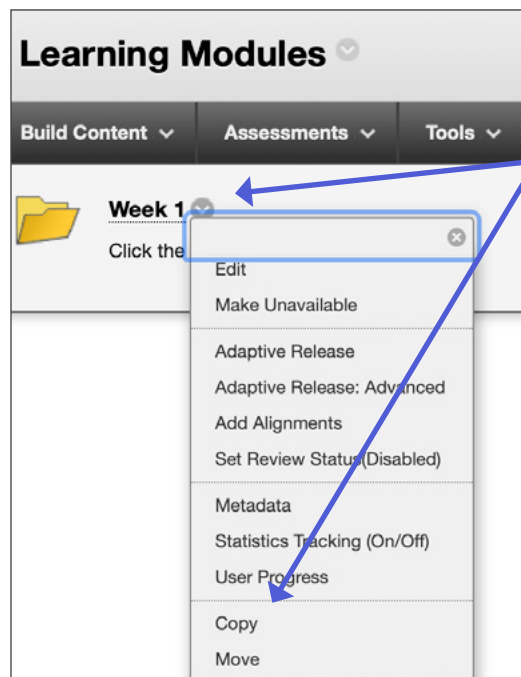 Learning Modules
Build Content Assessments Tools
Week 1
Click the
Edit
Make Unavailable
Adaptive Release
Adaptive Release: Advanced
Add Alignments
Set Review Status(Disabled)
Metadata
Statistics Tracking (On/Off)
User Progress
Copy
Move